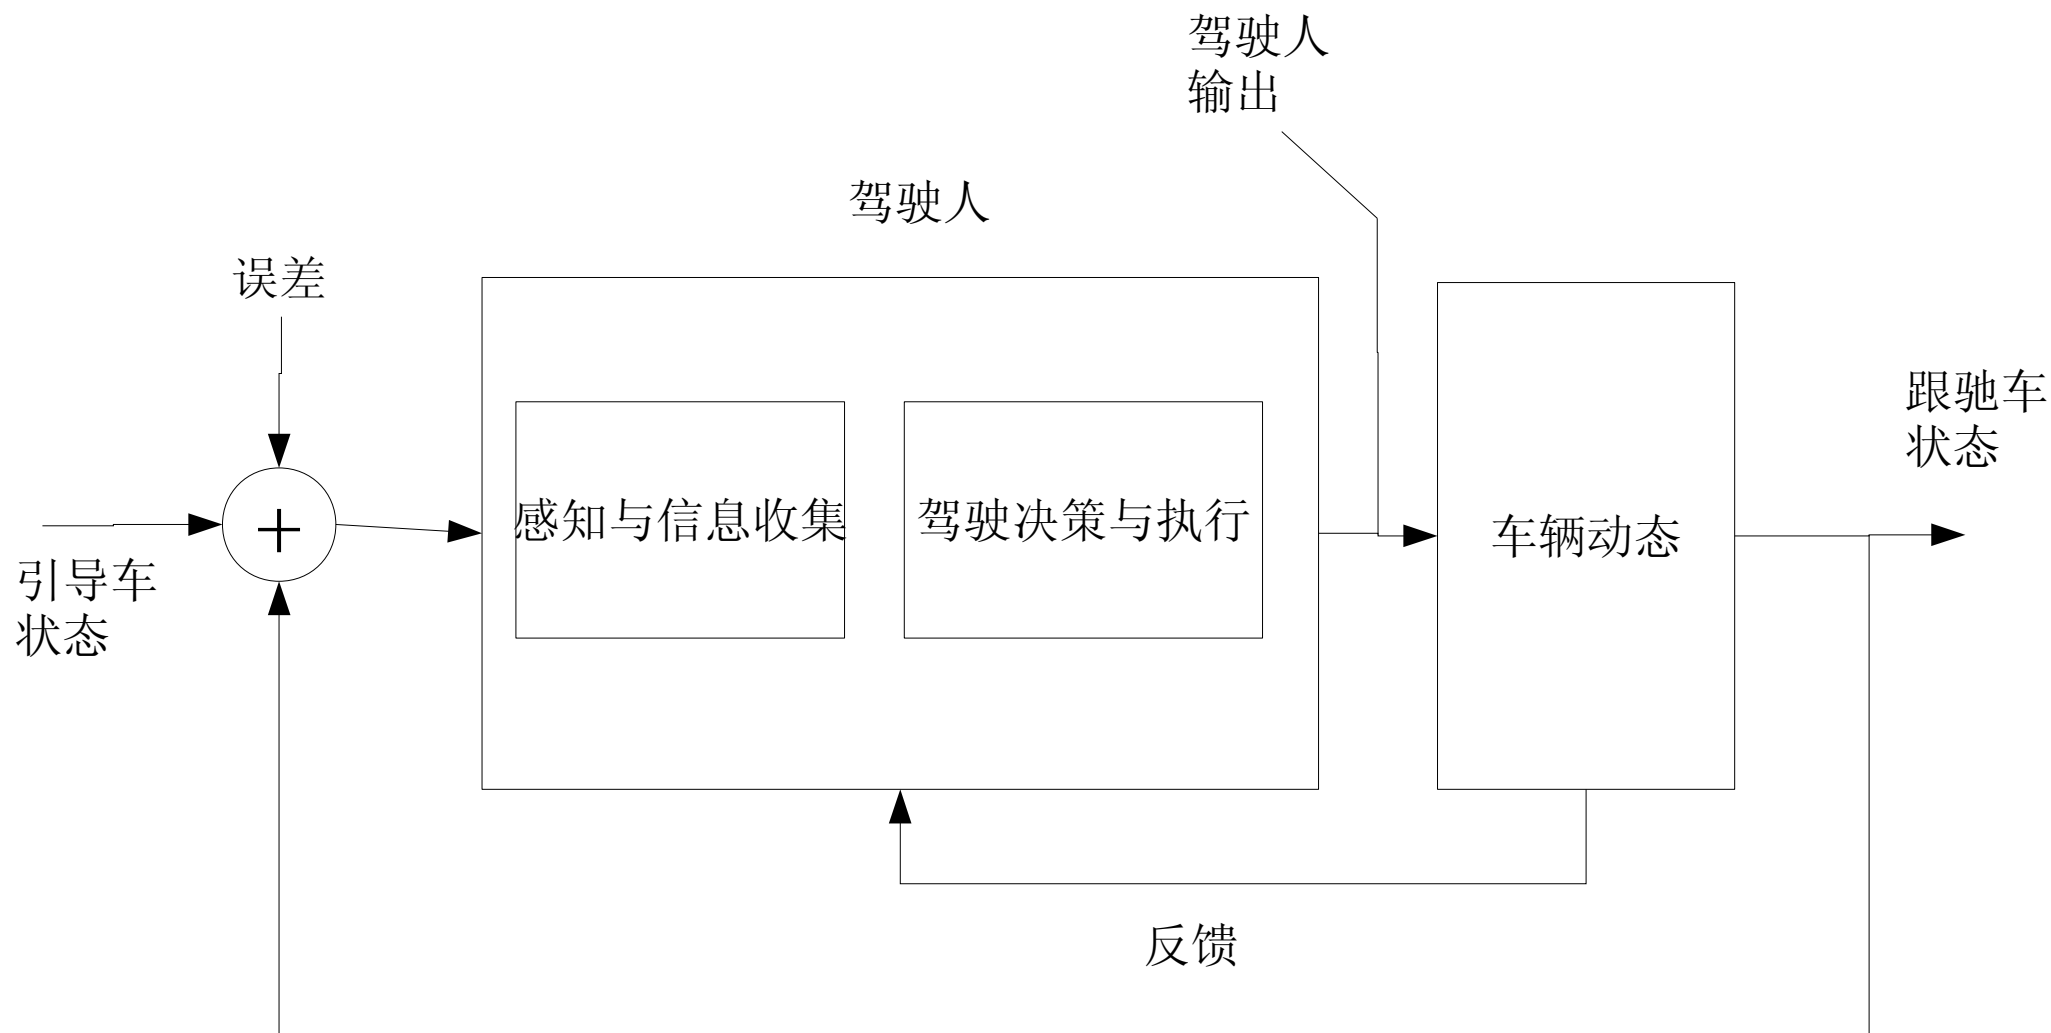 驾驶人
输出
驾驶人
误差
跟驰车
状态
感知与信息收集
驾驶决策与执行
车辆动态
+
引导车
状态
反馈